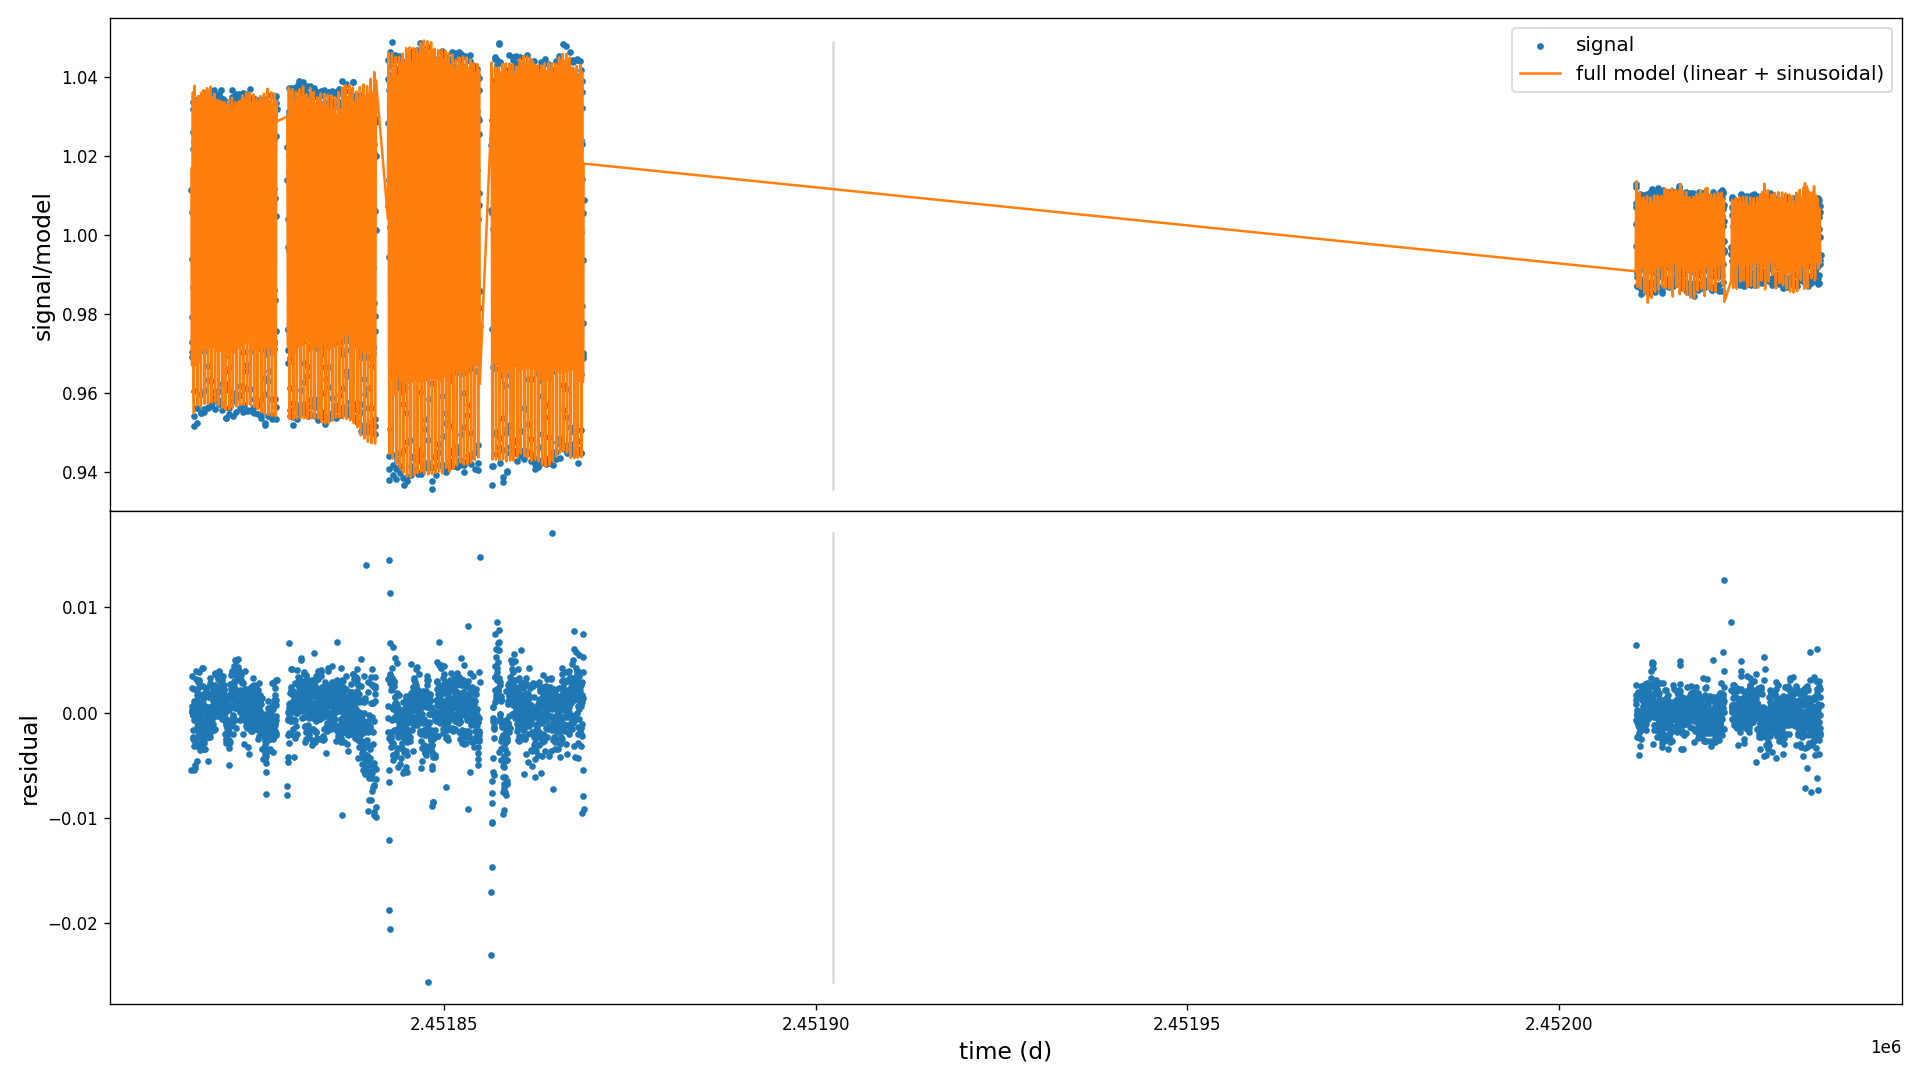 signal
full model (linear + sinusoidal)
signal/model
1.04
1.02
1.00
0.98
0.96
0.94
residual
0.01
0.00
−0.01
−0.02
2.45185
2.45190
2.45195
2.45200
1e6
time (d)